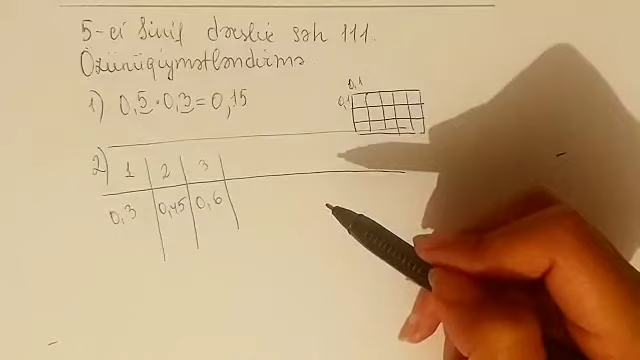 5-ci sinif dərslik səh 111.
Özünüqiymətləndirmə
1) 0,5 · 0,3 = 0,15
0,1
0,1
2) 1 2 3
0,3 0,45 0,6